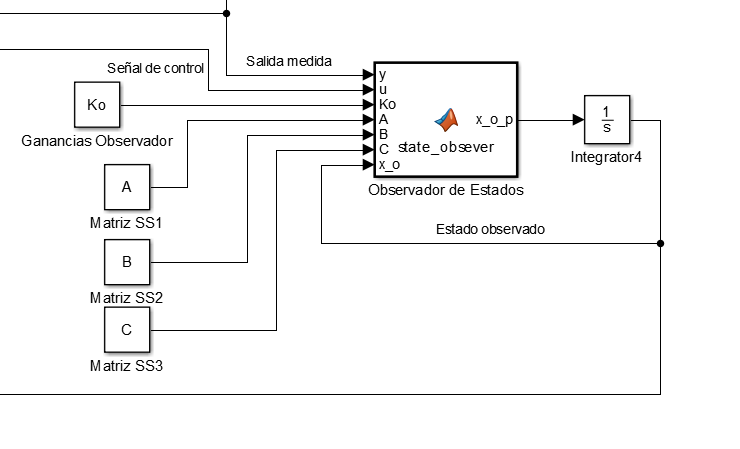 Salida medida
Señal de control
Ko
Ganancias Observador
A
Matriz SS1
B
Matriz SS2
C
Matriz SS3
y
u
Ko
A
B
C
x_o
x_o_p
state_obsever
Observador de Estados
1
s
Integrator4
Estado observado